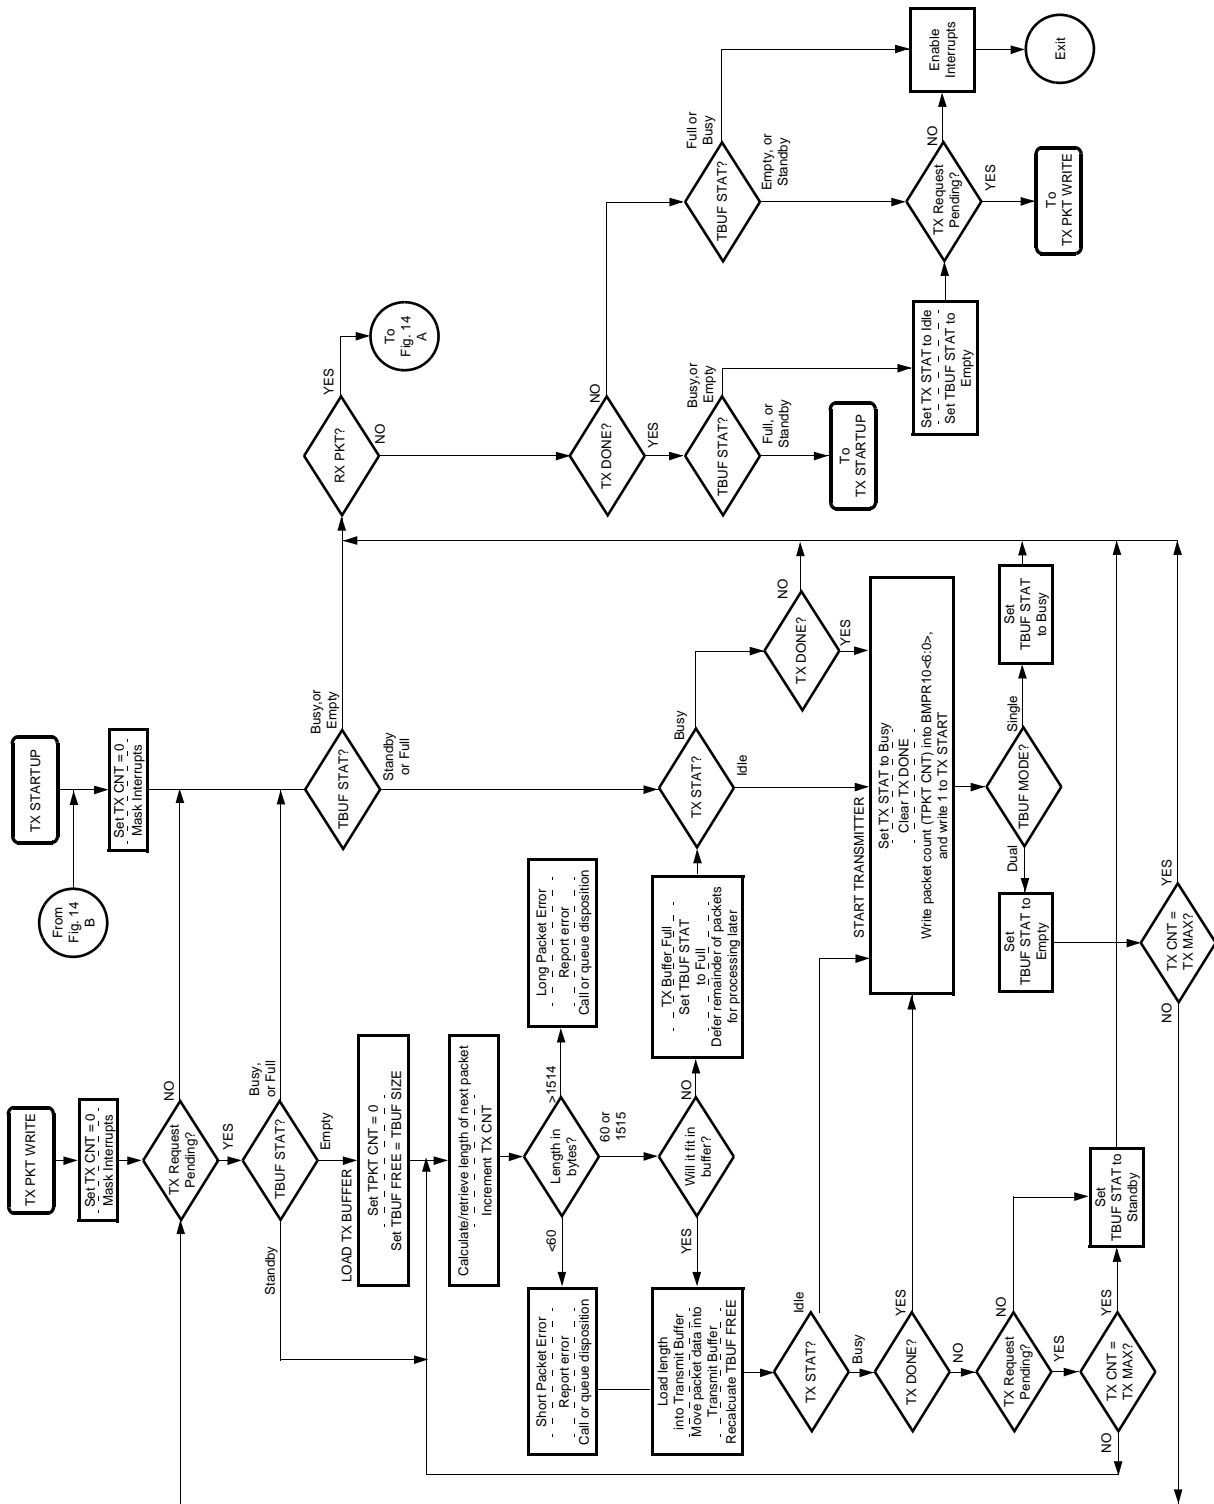 TX PKT WRITE
Set TX CNT = 0
Mask Interrupts
TX Request
Pending?
NO
YES
TBUF STAT?
Standby
Busy,
or Full
Empty
LOAD TX BUFFER
Set TPKT CNT = 0
Set TBUF FREE = TBUF SIZE
Calculate/retrieve length of next packet
Increment TX CNT
Length in
bytes?
<60
>1514
60 or
1515
Short Packet Error
Report error
Call or queue disposition
Long Packet Error
Report error
Call or queue disposition
Will it fit in
buffer?
YES
NO
Load length
into Transmit Buffer
Move packet data into
Transmit Buffer
Recalculate TBUF FREE
TX Buffer Full
Set TBUF STAT
to Full
Defer remainder of packets
for processing later
TX STAT?
Idle
Busy
TX DONE?
YES
NO
TX Request
Pending?
NO
YES
TX CNT =
TX MAX?
NO
YES
Set
TBUF STAT to
Standby
From
Fig. 14
B
TX STARTUP
Set TX CNT = 0
Mask Interrupts
TBUF STAT?
Busy,or
Empty
Standby
or Full
TX STAT?
Busy
Idle
TX DONE?
NO
YES
START TRANSMITTER
Set TX STAT to Busy
Clear TX DONE
Write packet count (TPKT CNT) into BMPR10<6:0>,
and write 1 to TX START
TBUF MODE?
Dual
Single
Set
TBUF STAT to
Empty
Set
TBUF STAT
to Busy
TX CNT =
TX MAX?
NO
YES
RX PKT?
YES
NO
To
Fig. 14
A
TX DONE?
NO
YES
TBUF STAT?
Busy,or
Empty
Full, or
Standby
To
TX STARTUP
Set TX STAT to Idle
Set TBUF STAT to
Empty
TBUF STAT?
Full or
Busy
Empty, or
Standby
TX Request
Pending?
NO
YES
To
TX PKT WRITE
Enable
Interrupts
Exit